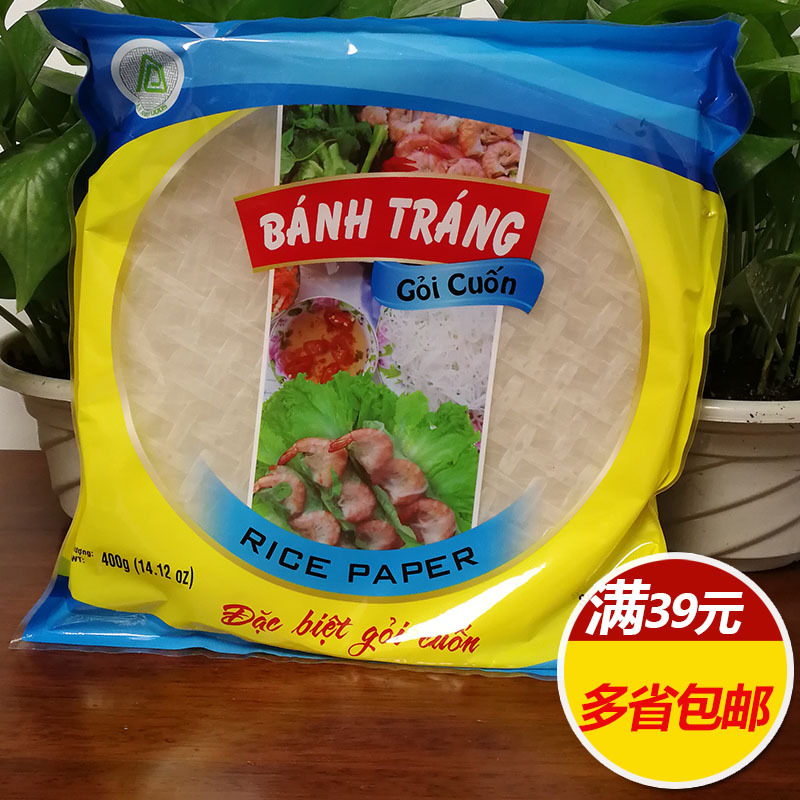 BÁNH TRÁNG
Gỏi Cuốn
RICE PAPER
400g (14.12 oz)
Đặc biệt gỏi cuốn
满39元
多省包邮